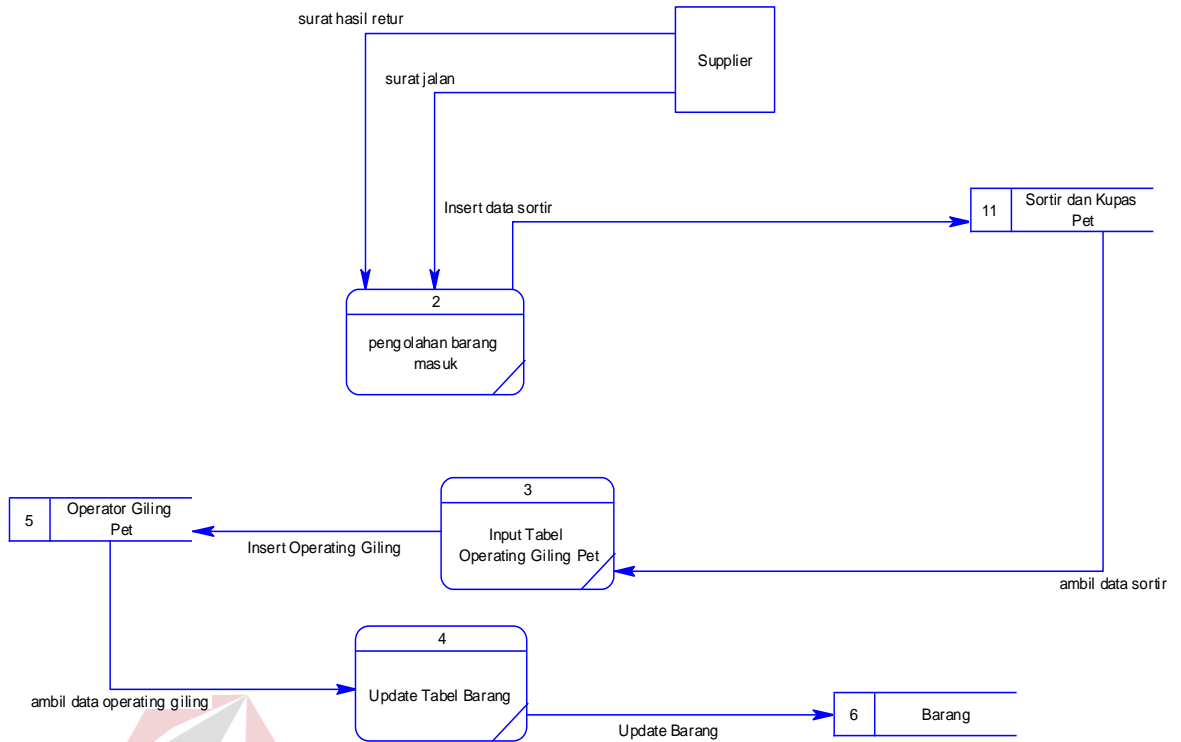 surat hasil retur
Supplier
surat jalan
Insert data sortir
11
Sortir dan Kupas
Pet
2
pengolahan barang
masuk
3
Input Tabel
Operating Giling Pet
5
Operator Giling
Pet
Insert Operating Giling
ambil data sortir
4
Update Tabel Barang
ambil data operating giling
Update Barang
6
Barang